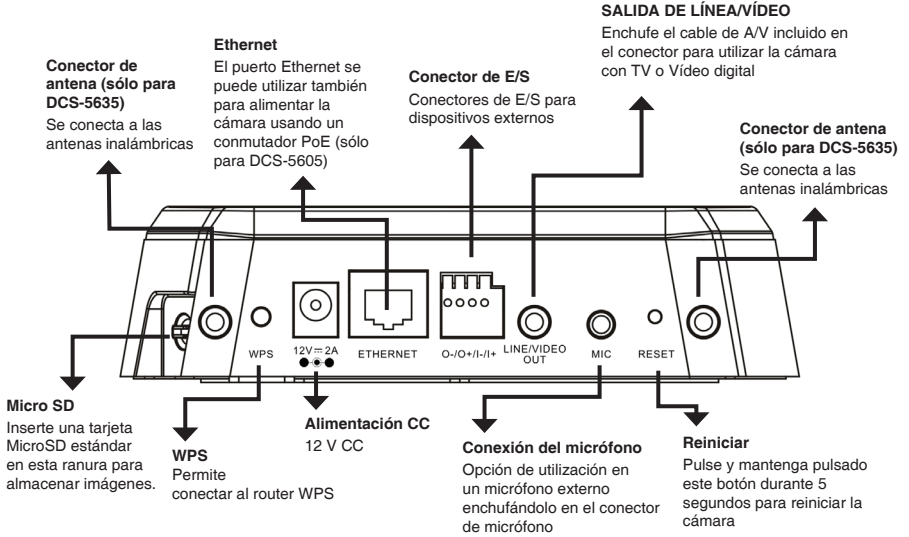 SALIDA DE LÍNEA/VÍDEO
Enchufe el cable de A/V incluido en
el conector para utilizar la cámara
con TV o Vídeo digital
Ethernet
El puerto Ethernet se
puede utilizar también
para alimentar la
cámara usando un
conmutador PoE (sólo
para DCS-5605)
Conector de
antena (sólo para
DCS-5635)
Se conecta a las
antenas inalámbricas
Conector de E/S
Conectores de E/S para
dispositivos externos
Conector de antena
(sólo para DCS-5635)
Se conecta a las
antenas inalámbricas
WPS
12V⎓2A
ETHERNET
O-/O+/I-/I+
LINE/VIDEO
OUT
MIC
RESET
Micro SD
Inserte una tarjeta
MicroSD estándar
en esta ranura para
almacenar imágenes.
WPS
Permite
conectar al router WPS
Alimentación CC
12 V CC
Conexión del micrófono
Opción de utilización en
un micrófono externo
enchufándolo en el conector
de micrófono
Reiniciar
Pulse y mantenga pulsado
este botón durante 5
segundos para reiniciar la
cámara